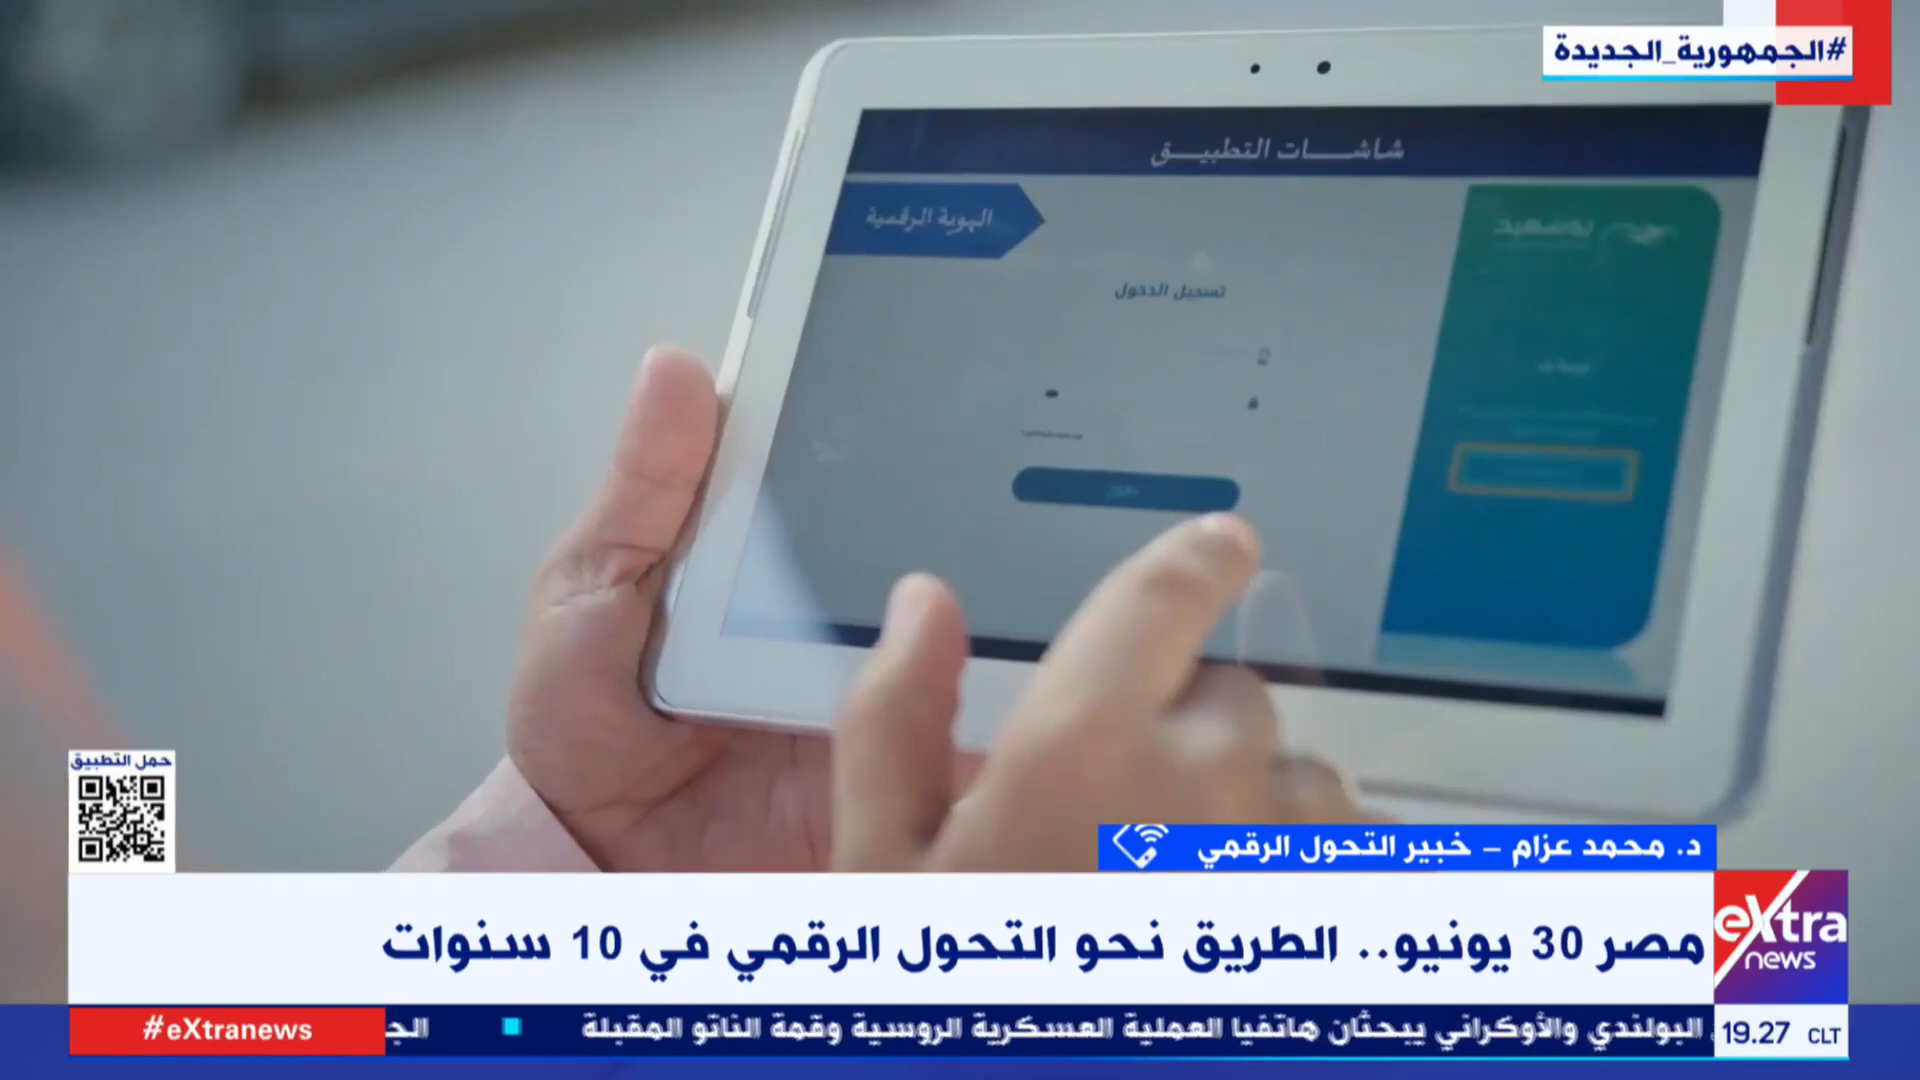 #الجمهورية_الجديدة
شاشــــات التطبيــــق
الهوية الرقمية
تسجيل الدخول
حمل التطبيق
د. محمد عزام – خبير التحول الرقمي
مصر 30 يونيو.. الطريق نحو التحول الرقمي في 10 سنوات
eXtra
news
البولندي والأوكراني يبحثان هاتفيا العملية العسكرية الروسية وقمة الناتو المقبلة
#eXtranews
19.27 CLT